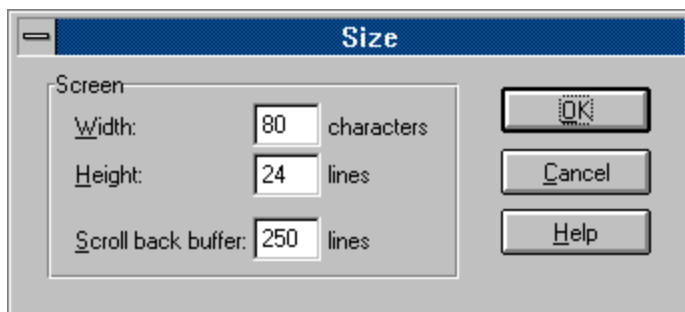 Size
Screen
Width: 80 characters
Height: 24 lines
Scroll back buffer: 250 lines
OK
Cancel
Help